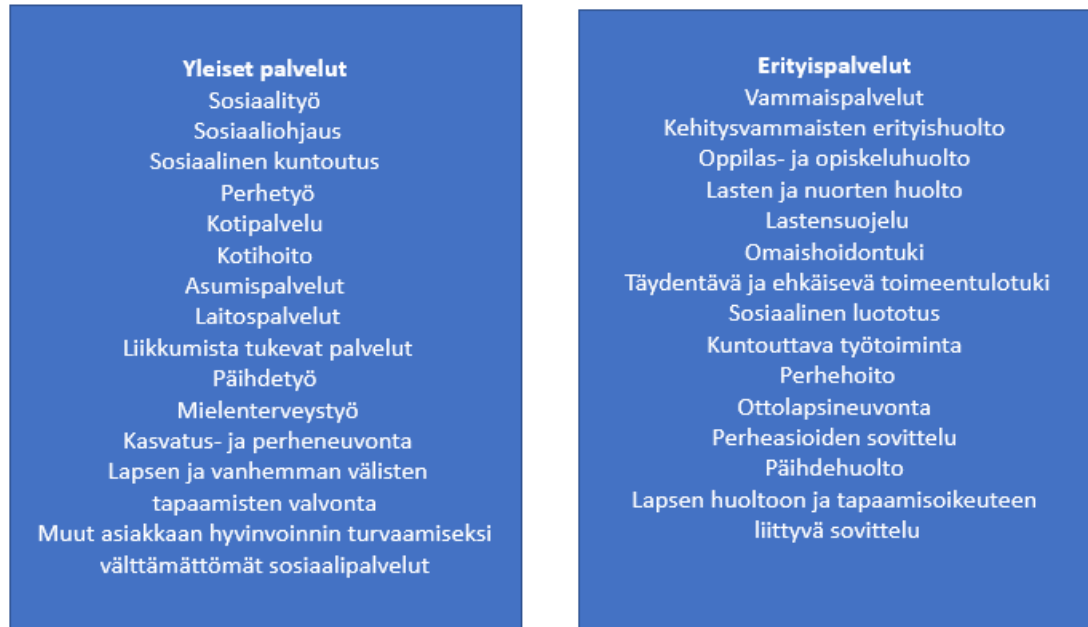 Yleiset palvelut
Sosiaalityö
Sosiaaliohjaus
Sosiaalinen kuntoutus
Perhetyö
Kotipalvelu
Kotihoito
Asumispalvelut
Laitospalvelut
Liikkumista tukevat palvelut
Päihdetyö
Mielenterveystyö
Kasvatus- ja perheneuvonta
Lapsen ja vanhemman välisten
tapaamisten valvonta
Muut asiakkaan hyvinvoinnin turvaamiseksi
välttämättömät sosiaalipalvelut
Erityispalvelut
Vammaispalvelut
Kehitysvammaisten erityishuolto
Oppilas- ja opiskeluhuolto
Lasten ja nuorten huolto
Lastensuojelu
Omaishoidontuki
Täydentävä ja ehkäisevä toimeentulotuki
Sosiaalinen luototus
Kuntouttava työtoiminta
Perhehoito
Ottolapsineuvonta
Perheasioiden sovittelu
Päihdehuolto
Lapsen huoltoon ja tapaamisoikeuteen
liittyvä sovittelu